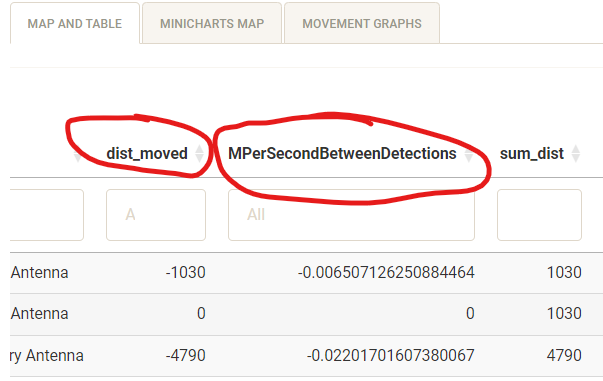 MAP AND TABLE MINICHARTS MAP MOVEMENT GRAPHS
dist_moved MPerSecondBetweenDetections sum_dist
A All
Antenna -1030 -0.006507126250884464 1030
Antenna 0 0 1030
ry Antenna -4790 -0.02201701607380067 4790